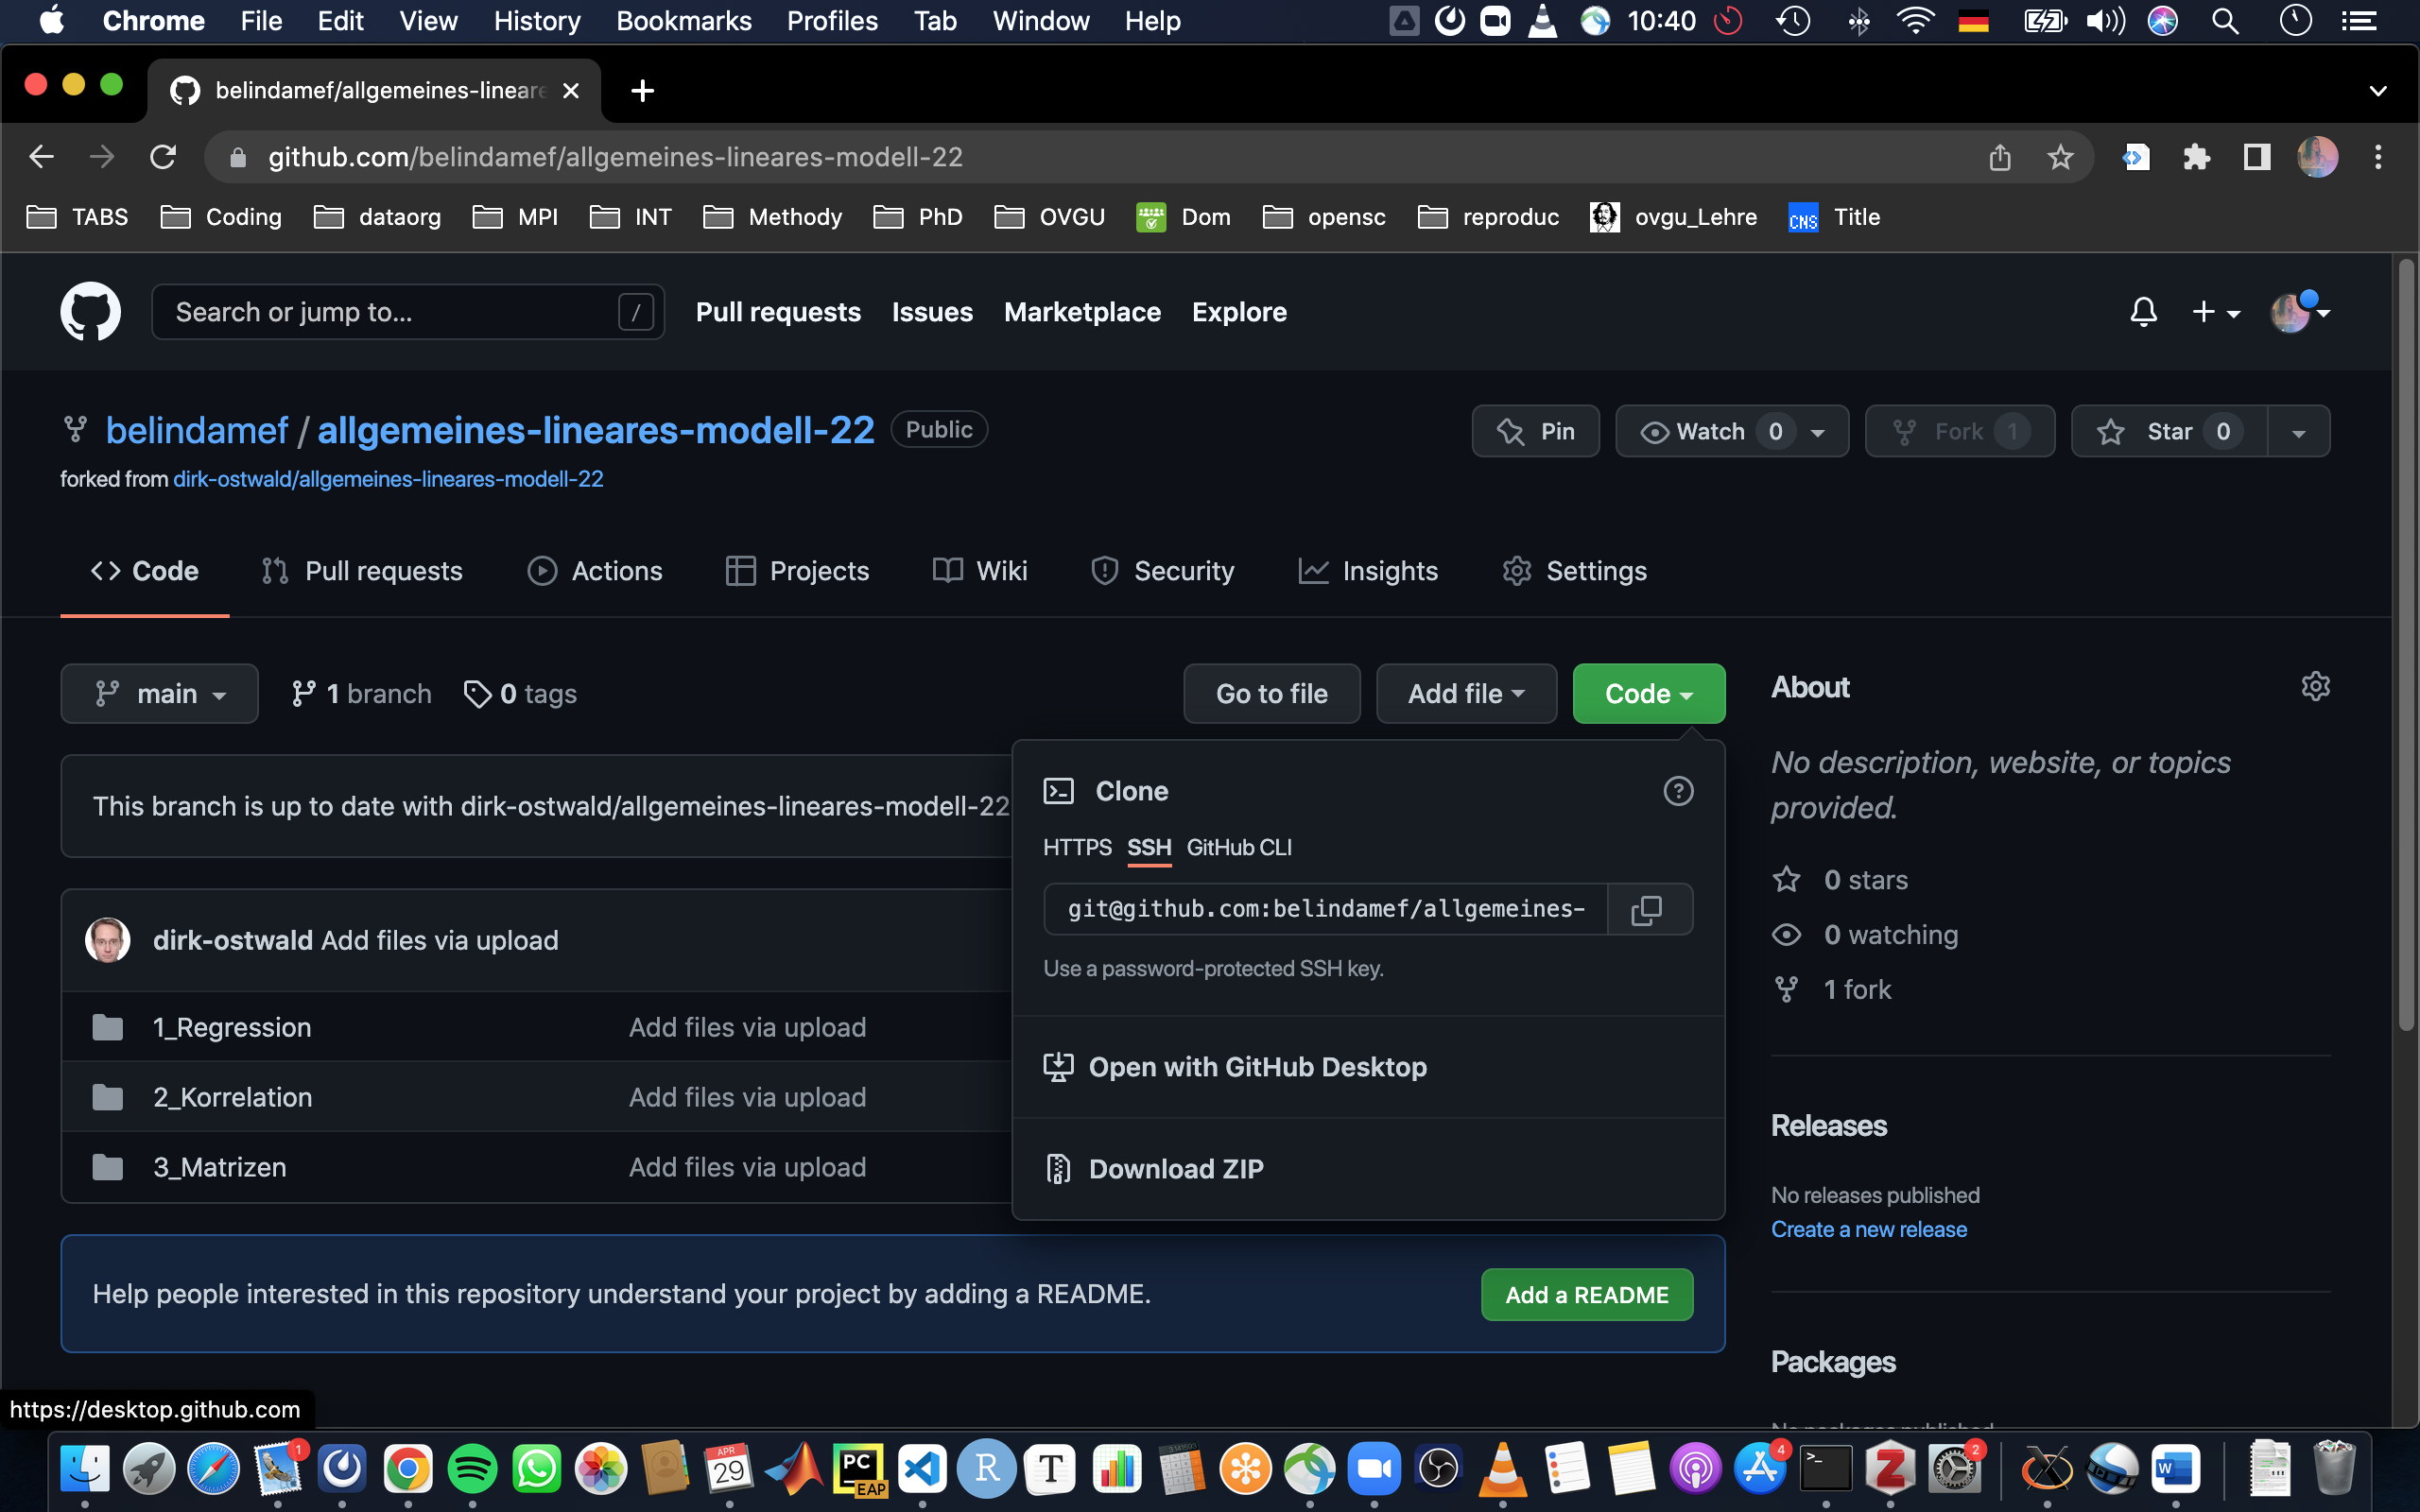 Chrome File Edit View History Bookmarks Profiles Tab Window Help 10:40
belindamef/allgemeines-lineare
github.com/belindamef/allgemeines-lineares-modell-22
TABS Coding dataorg MPI INT Methody PhD OVGU Dom opensc reproduc ovgu_Lehre CNS Title
Search or jump to... / Pull requests Issues Marketplace Explore
belindamef / allgemeines-lineares-modell-22 Public Pin Watch 0 Fork 1 Star 0
forked from dirk-ostwald/allgemeines-lineares-modell-22
Code Pull requests Actions Projects Wiki Security Insights Settings
main 1 branch 0 tags Go to file Add file Code
This branch is up to date with dirk-ostwald/allgemeines-lineares-modell-22
dirk-ostwald Add files via upload
1_Regression Add files via upload
2_Korrelation Add files via upload
3_Matrizen Add files via upload
Clone
HTTPS SSH GitHub CLI
git@github.com:belindamef/allgemeines-
Use a password-protected SSH key.
Open with GitHub Desktop
Download ZIP
Help people interested in this repository understand your project by adding a README. Add a README
About
No description, website, or topics
provided.
0 stars
0 watching
1 fork
Releases
No releases published
Create a new release
Packages
https://desktop.github.com
1 APR 29 PC EAP R T 4 >_ Z 2 X W